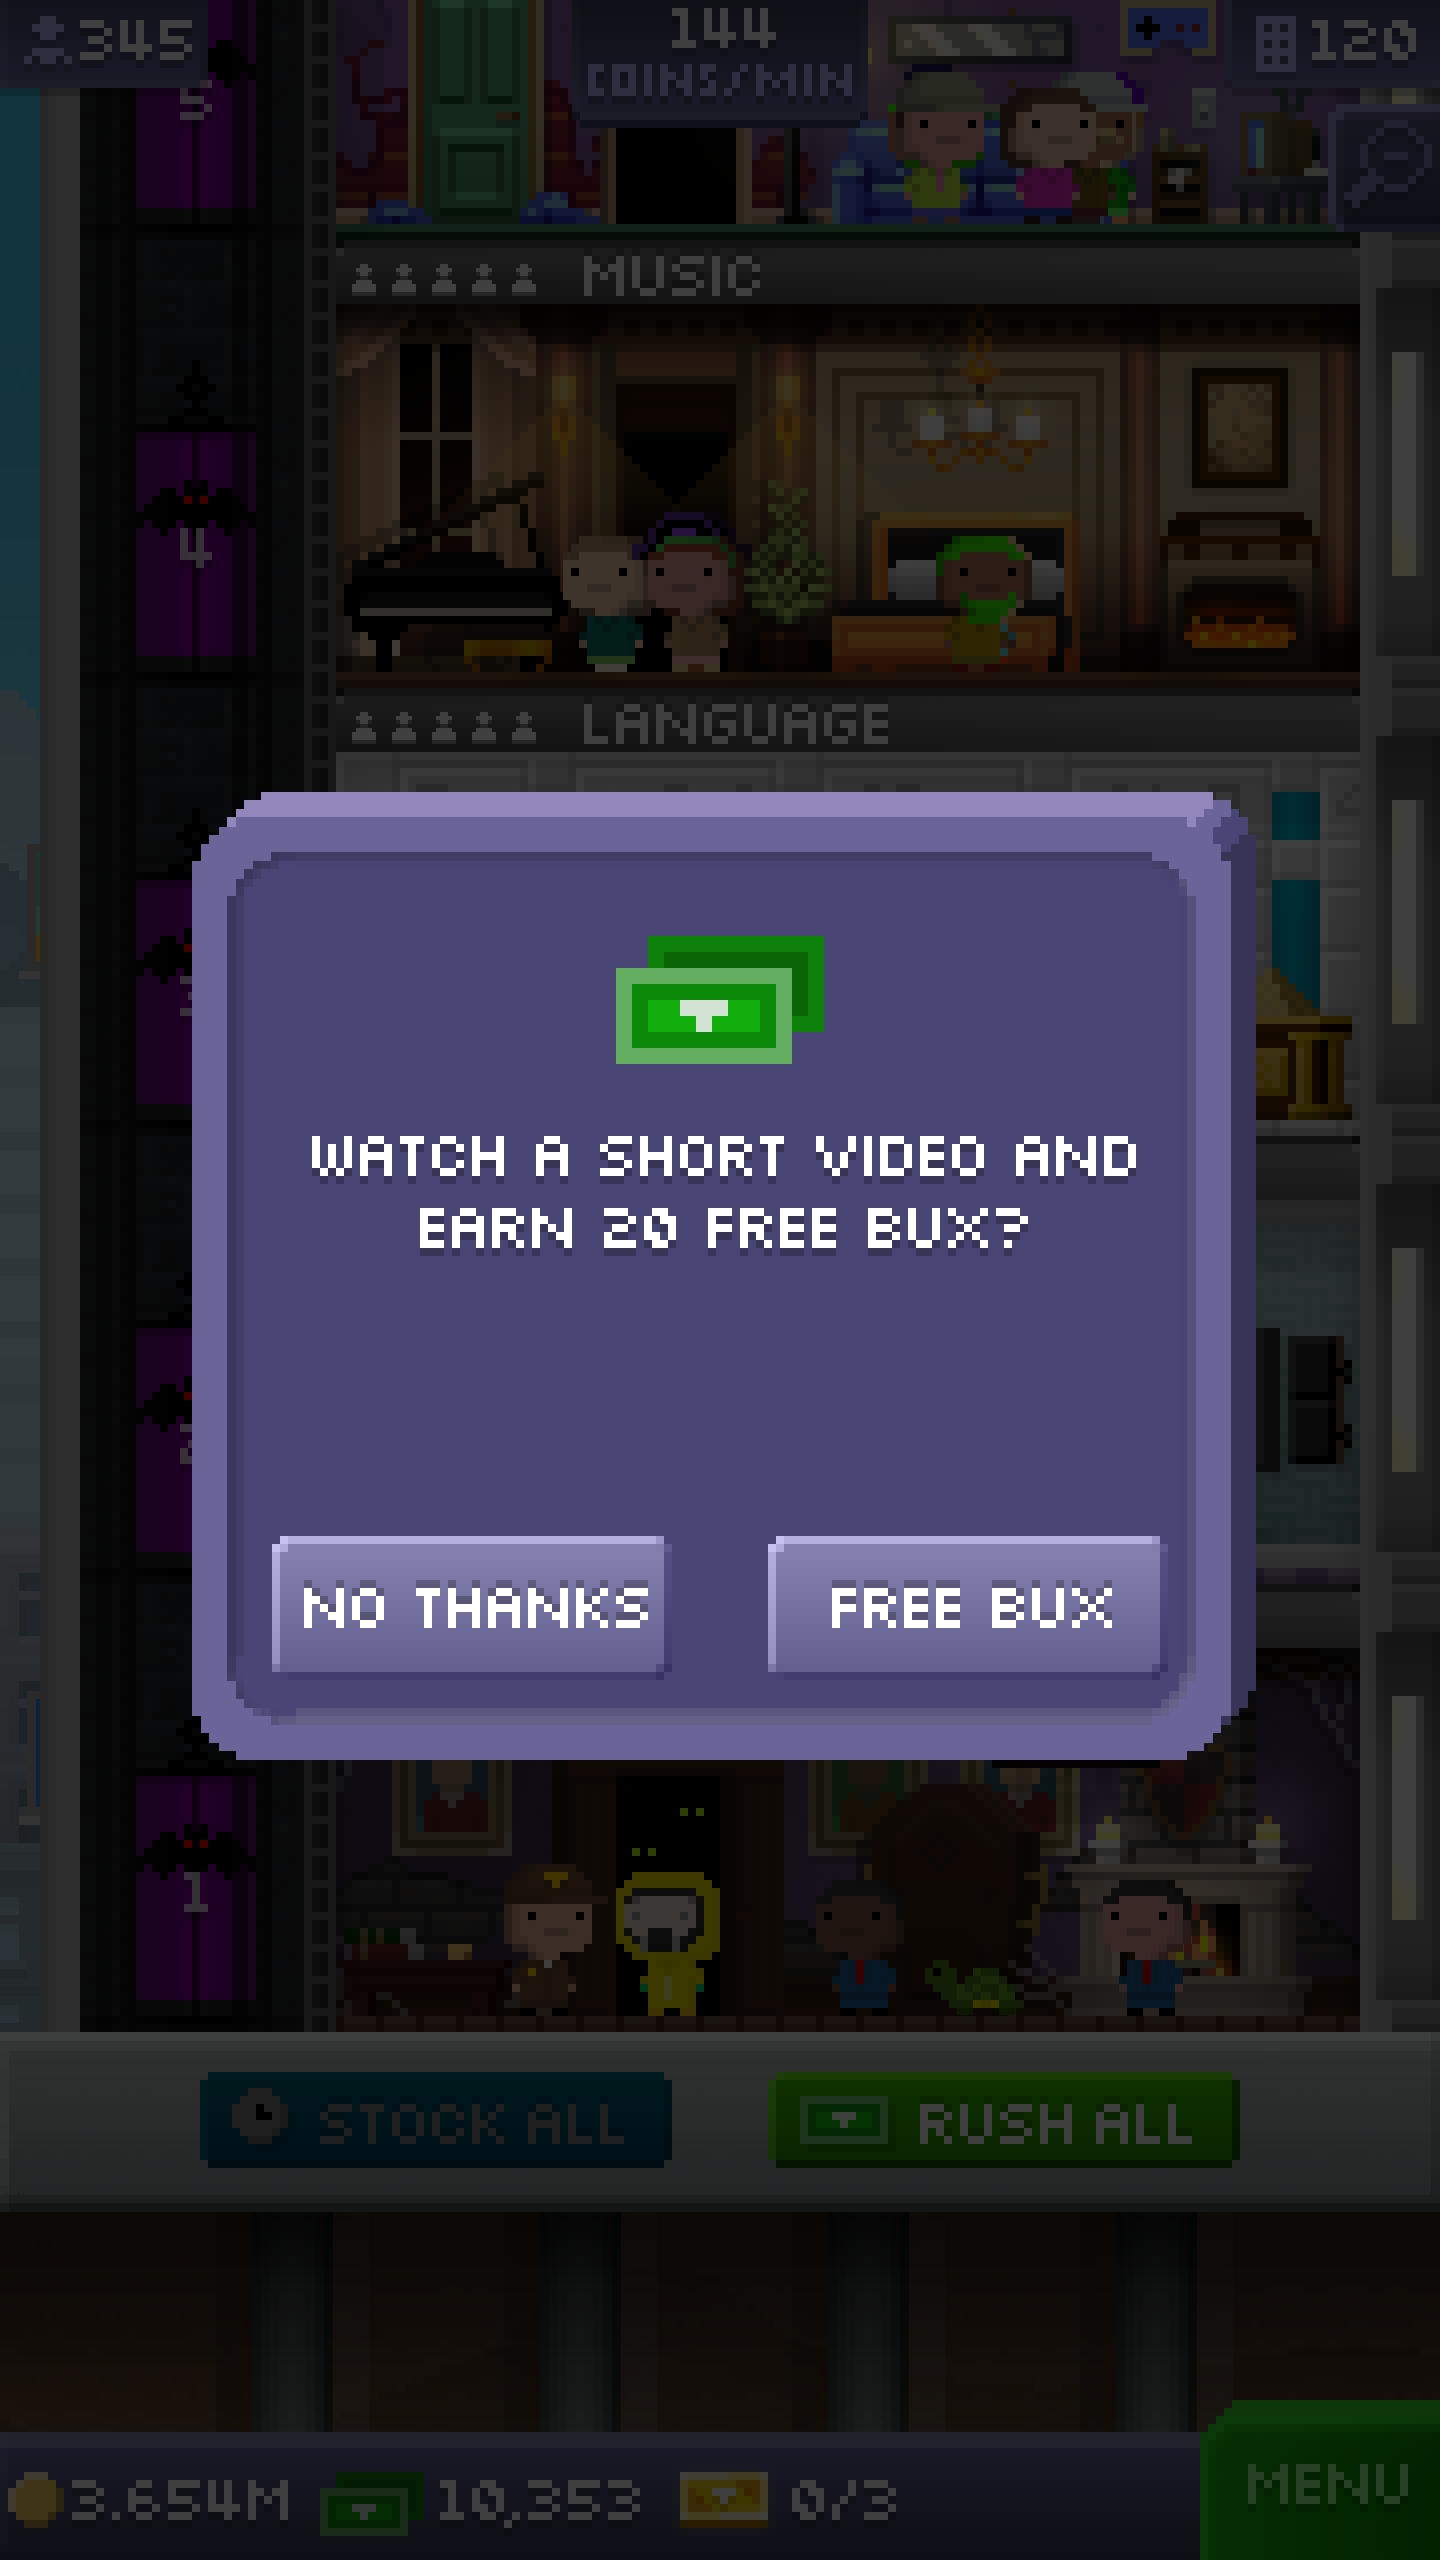 345
144
COINS/MIN
120
5
MUSIC
4
LANGUAGE
WATCH A SHORT VIDEO AND
EARN 20 FREE BUX?
NO THANKS
FREE BUX
1
STOCK ALL
RUSH ALL
3.654M
10,353
0/3
MENU